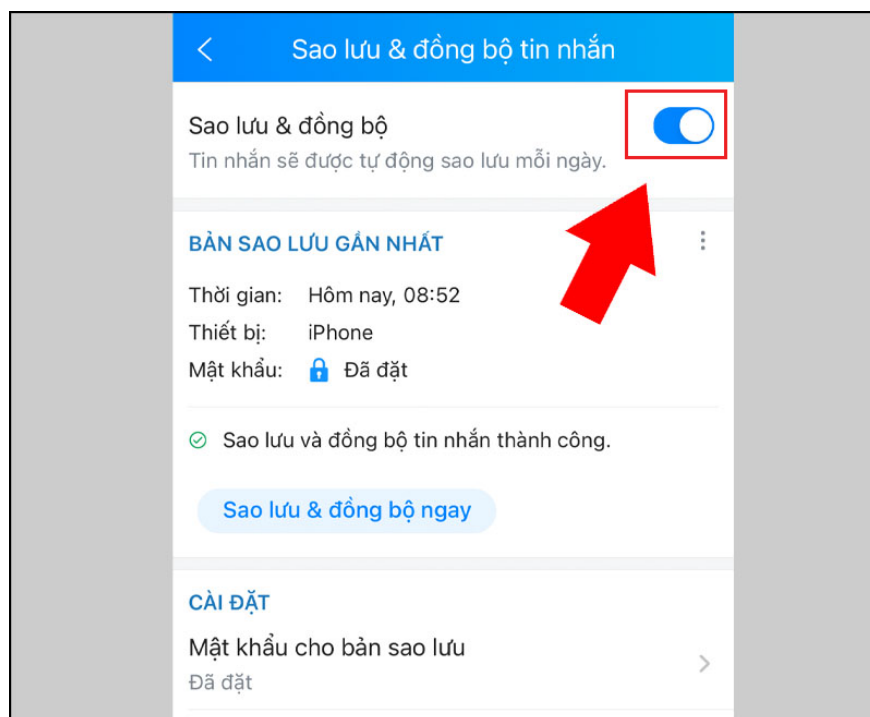 Sao lưu & đồng bộ tin nhắn
Sao lưu & đồng bộ
Tin nhắn sẽ được tự động sao lưu mỗi ngày.
BẢN SAO LƯU GẦN NHẤT
Thời gian: Hôm nay, 08:52
Thiết bị: iPhone
Mật khẩu: Đã đặt
Sao lưu và đồng bộ tin nhắn thành công.
Sao lưu & đồng bộ ngay
CÀI ĐẶT
Mật khẩu cho bản sao lưu
Đã đặt